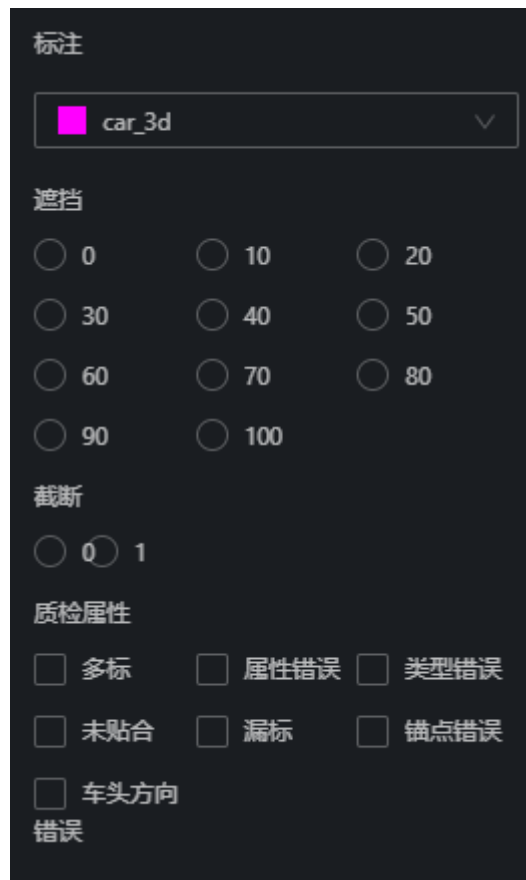 标注
car_3d
遮挡
0 10 20
30 40 50
60 70 80
90 100
截断
0 1
质检属性
多标 属性错误 类型错误
未贴合 漏标 锚点错误
车头方向
错误